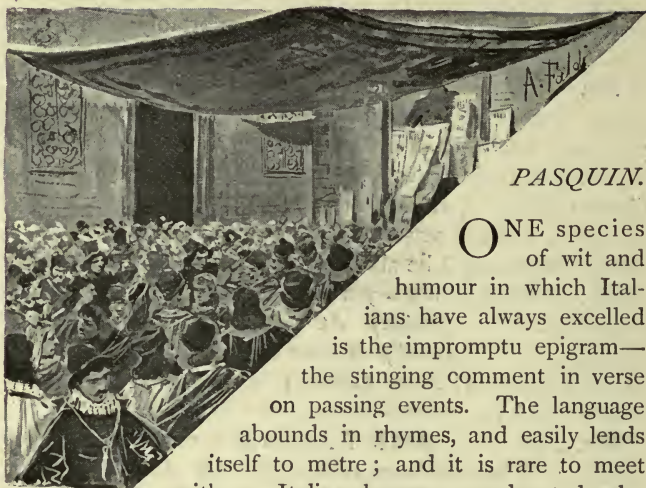 A. Faldi
PASQUIN.
ONE species
of wit and
humour in which Ital-
ians have always excelled
is the impromptu epigram—
the stinging comment in verse
on passing events. The language
abounds in rhymes, and easily lends
itself to metre; and it is rare to meet